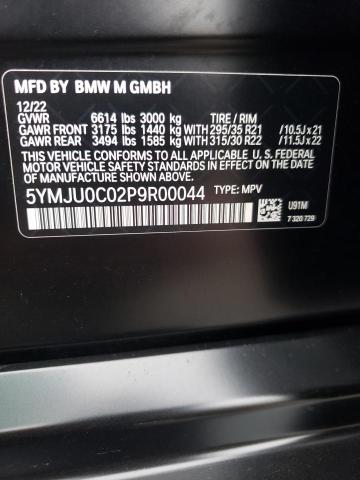 MFD BY BMW M GMBH
12/22
GVWR 6614 lbs 3000 kg TIRE / RIM
GAWR FRONT 3175 lbs 1440 kg WITH 295/35 R21 /10.5J x 21
GAWR REAR 3494 lbs 1585 kg WITH 315/30 R22 /11.5J x 22
THIS VEHICLE CONFORMS TO ALL APPLICABLE U.S. FEDERAL
MOTOR VEHICLE SAFETY STANDARDS IN EFFECT ON THE
DATE OF MANUFACTURE SHOWN ABOVE.
5YMJU0C02P9R00044 TYPE: MPV
U91M
7 320 729